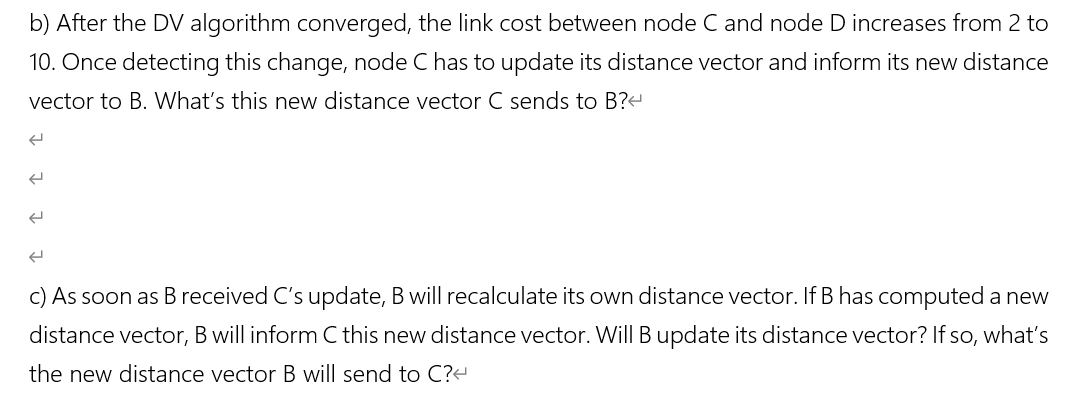 b) After the DV algorithm converged, the link cost between node C and node D increases from 2 to
10. Once detecting this change, node C has to update its distance vector and inform its new distance
vector to B. What's this new distance vector C sends to B?↵
↵
↵
↵
↵
c) As soon as B received C's update, B will recalculate its own distance vector. If B has computed a new
distance vector, B will inform C this new distance vector. Will B update its distance vector? If so, what's
the new distance vector B will send to C?↵